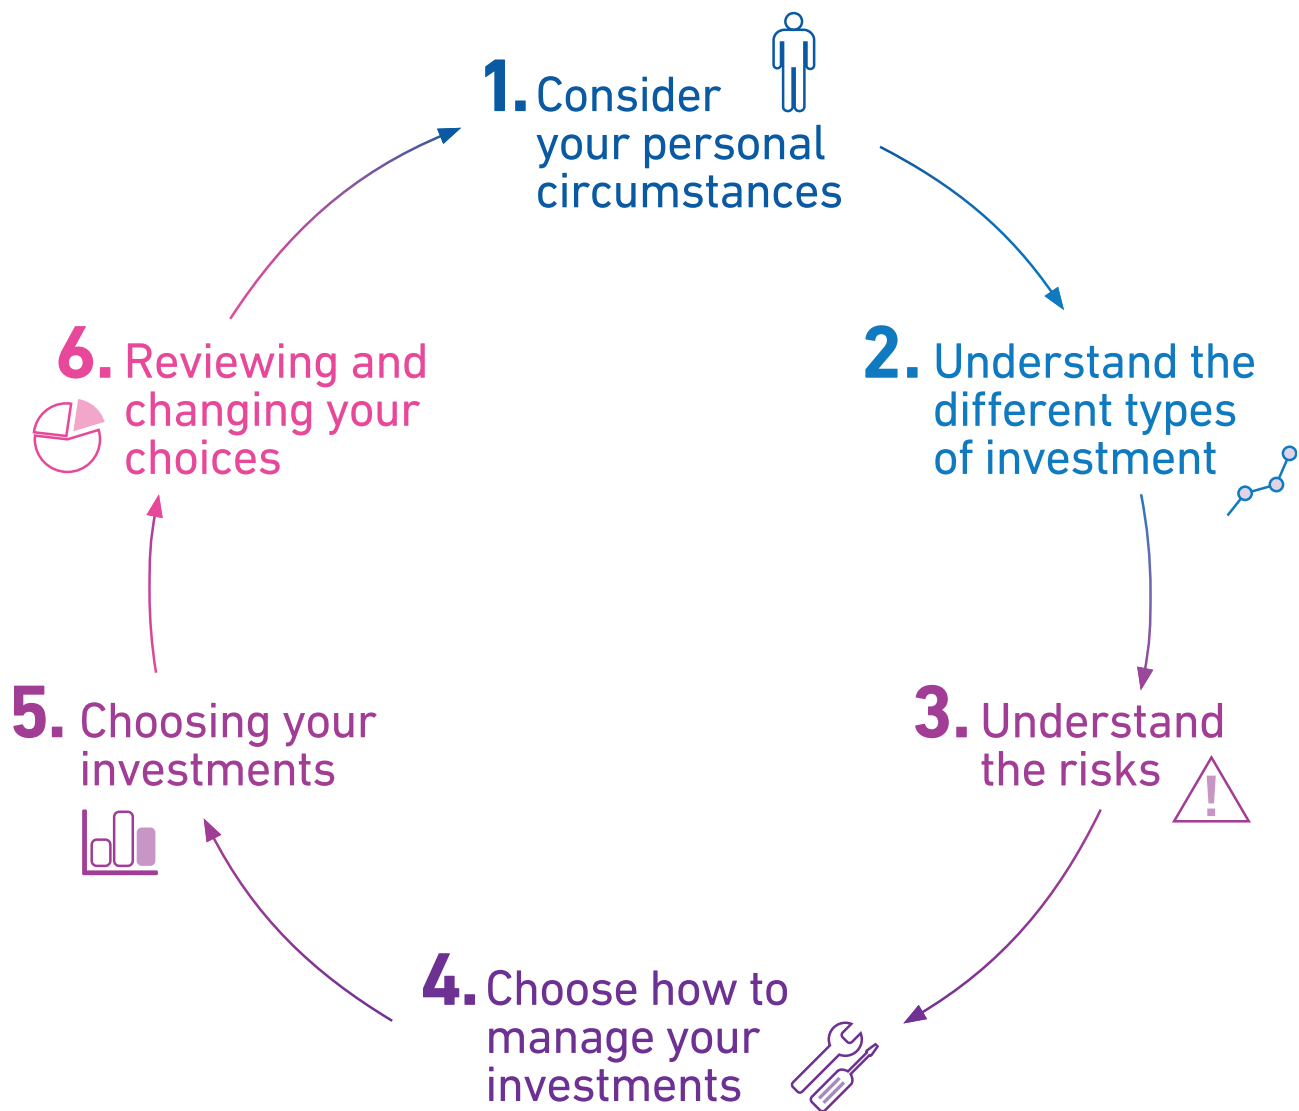 1. Consider
your personal
circumstances
2. Understand the
different types
of investment
3. Understand
the risks
4. Choose how to
manage your
investments
5. Choosing your
investments
6. Reviewing and
changing your
choices